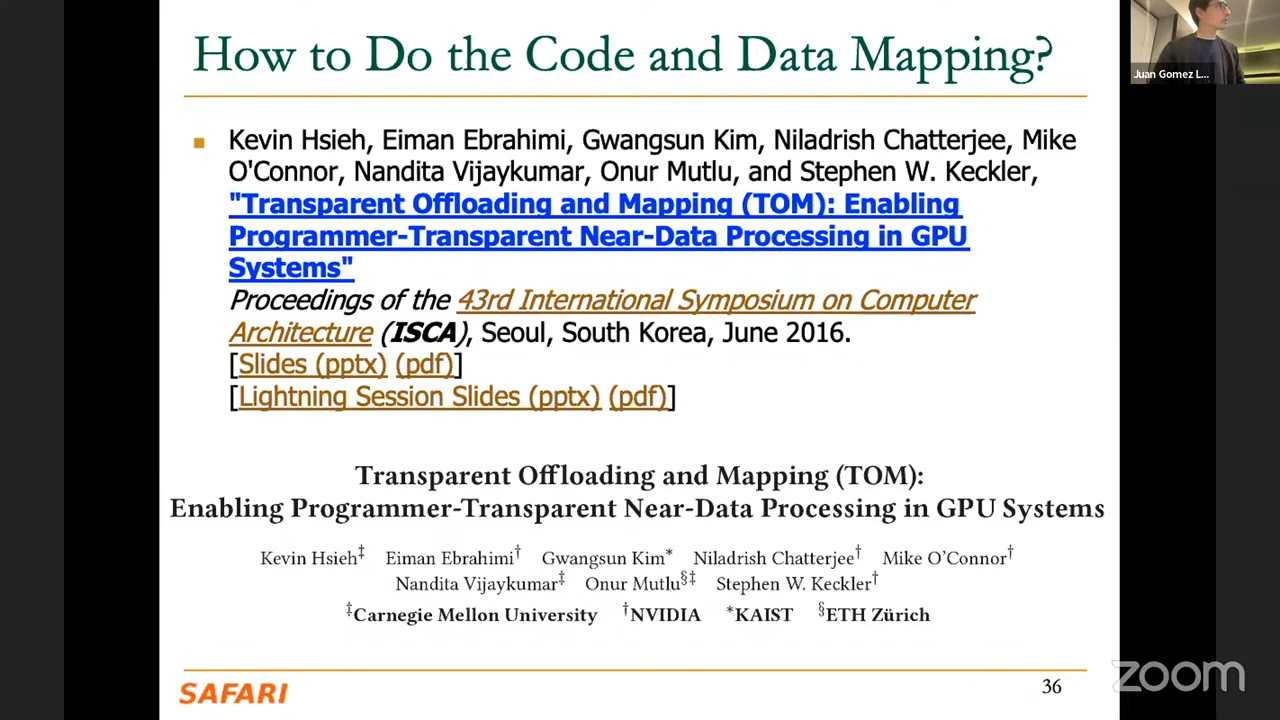 How to Do the Code and Data Mapping?
Juan Gomez L...
Kevin Hsieh, Eiman Ebrahimi, Gwangsun Kim, Niladrish Chatterjee, Mike
O'Connor, Nandita Vijaykumar, Onur Mutlu, and Stephen W. Keckler,
"Transparent Offloading and Mapping (TOM): Enabling
Programmer-Transparent Near-Data Processing in GPU
Systems"
Proceedings of the 43rd International Symposium on Computer
Architecture (ISCA), Seoul, South Korea, June 2016.
[Slides (pptx) (pdf)]
[Lightning Session Slides (pptx) (pdf)]
Transparent Offloading and Mapping (TOM):
Enabling Programmer-Transparent Near-Data Processing in GPU Systems
Kevin Hsieh‡ Eiman Ebrahimi† Gwangsun Kim* Niladrish Chatterjee† Mike O'Connor†
Nandita Vijaykumar‡ Onur Mutlu§‡ Stephen W. Keckler†
‡Carnegie Mellon University †NVIDIA *KAIST §ETH Zürich
SAFARI
36
zoom